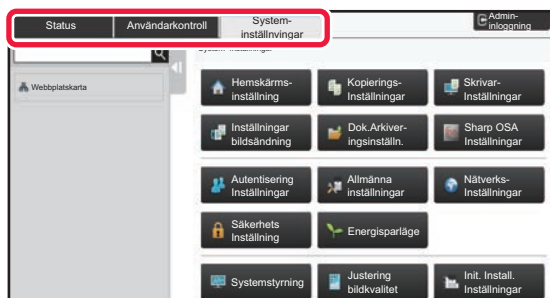 Status
Användarkontroll
System-
inställnvingar
Admin-
inloggning
Webbplatskarta
Hemskärms-
inställning
Kopierings-
Inställningar
Skrivar-
Inställningar
Inställningar
bildsändning
Dok.Arkiver-
ingsinställn.
Sharp OSA
Inställningar
Autentisering
Inställningar
Allmänna
inställningar
Nätverks-
Inställningar
Säkerhets
Inställning
Energisparläge
Systemstyrning
Justering
bildkvalitet
Init. Install.
Inställningar